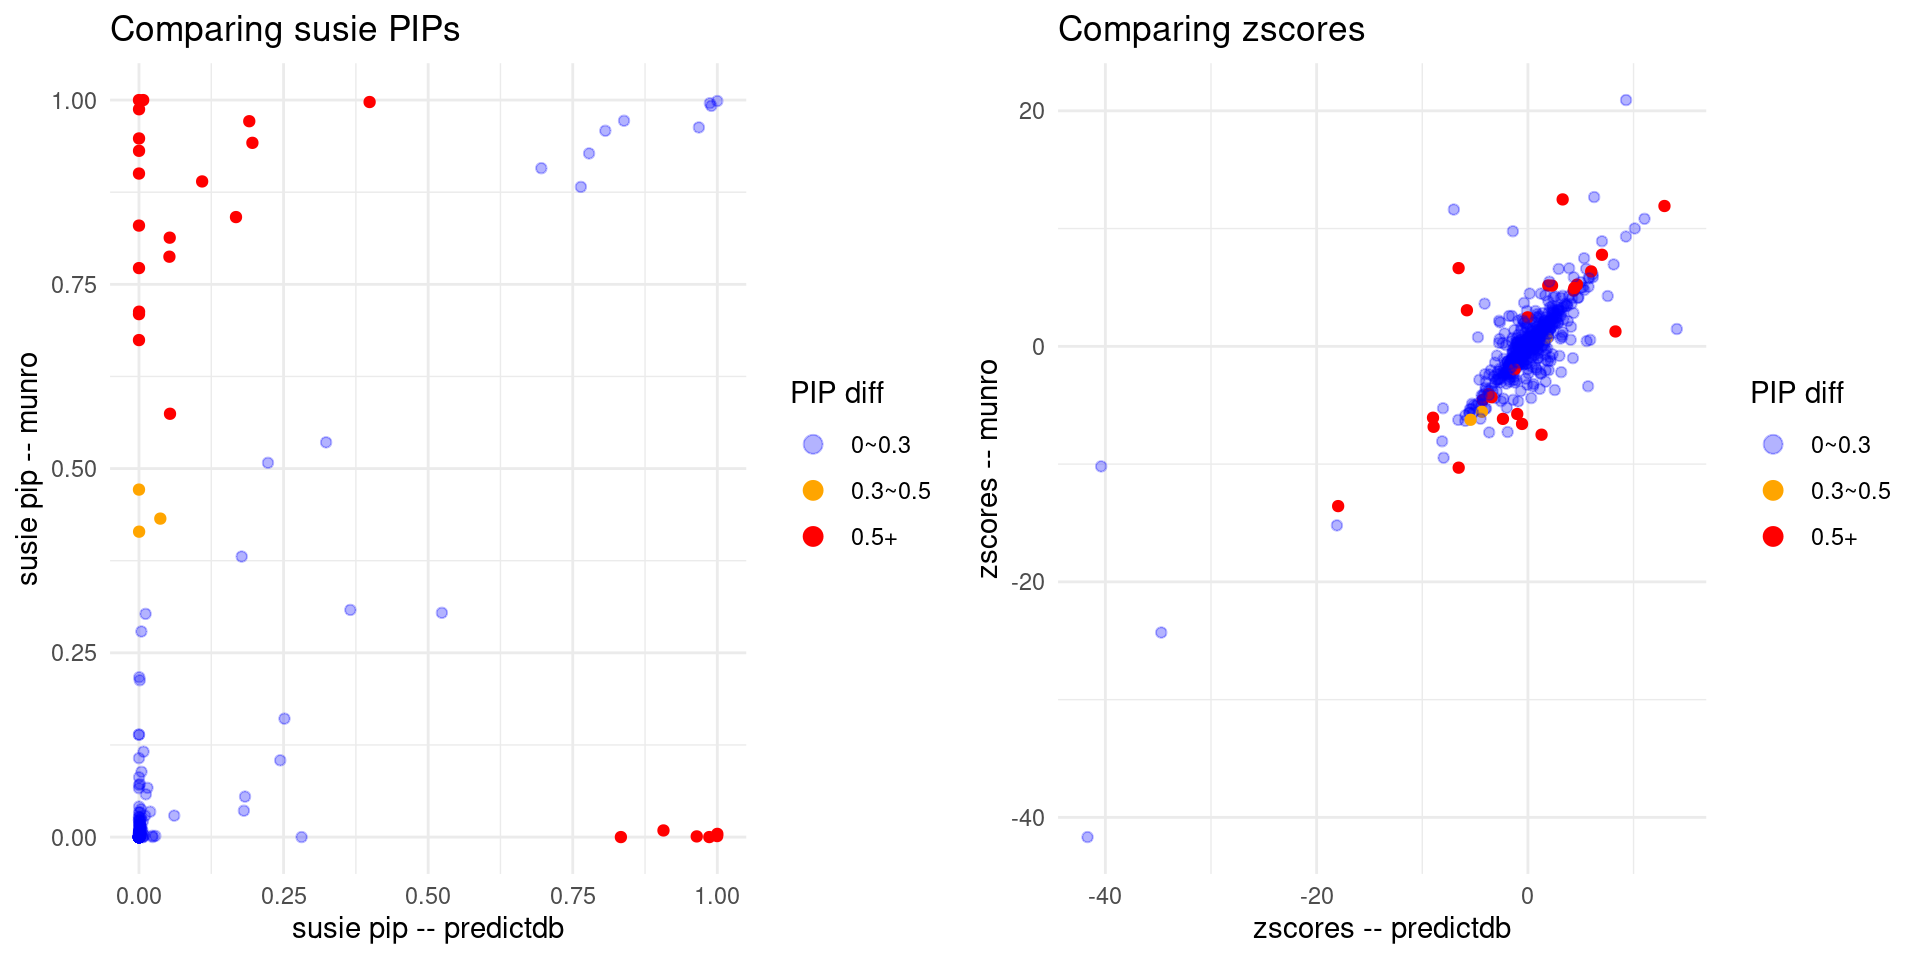 Comparing susie PIPs
susie pip -- munro
1.00
0.75
0.50
0.25
0.00
0.00
0.25
0.50
0.75
1.00
susie pip -- predictdb
PIP diff
0~0.3
0.3~0.5
0.5+
Comparing zscores
zscores -- munro
20
0
-20
-40
-40
-20
0
zscores -- predictdb
PIP diff
0~0.3
0.3~0.5
0.5+